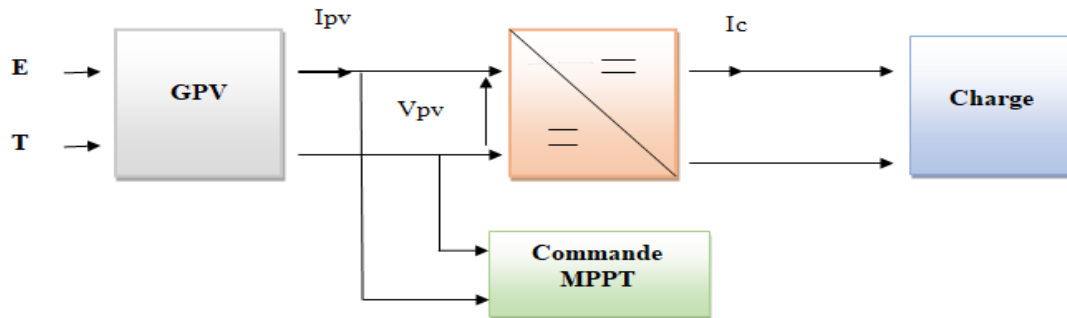 Ipv
Ic
E
GPV
T
Vpv
Charge
Commande
MPPT